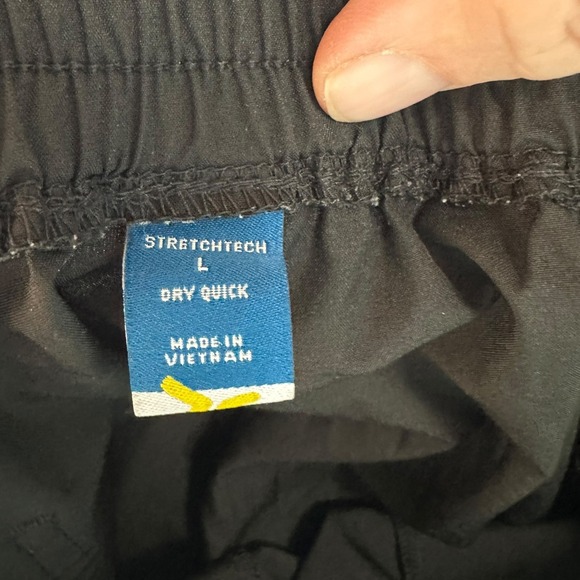 STRETCHTECH
L
DRY QUICK
MADE IN
VIETNAM